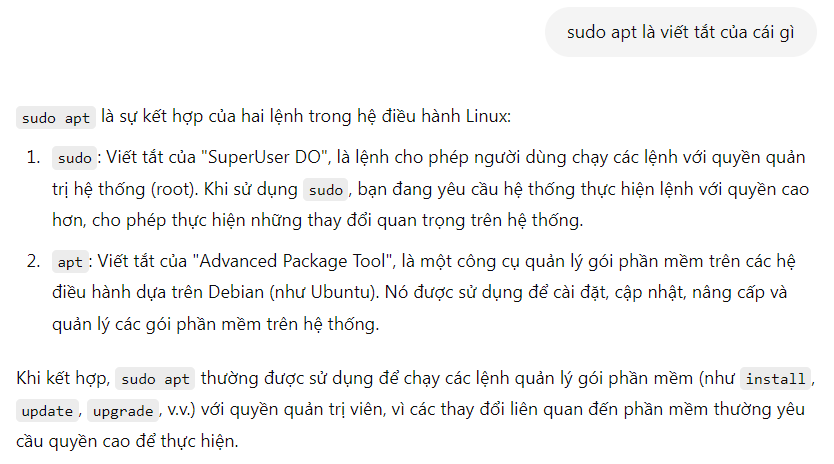 sudo apt là viết tắt của cái gì
sudo apt là sự kết hợp của hai lệnh trong hệ điều hành Linux:
1. sudo: Viết tắt của "SuperUser DO", là lệnh cho phép người dùng chạy các lệnh với quyền quản
trị hệ thống (root). Khi sử dụng sudo, bạn đang yêu cầu hệ thống thực hiện lệnh với quyền cao
hơn, cho phép thực hiện những thay đổi quan trọng trên hệ thống.
2. apt: Viết tắt của "Advanced Package Tool", là một công cụ quản lý gói phần mềm trên các hệ
điều hành dựa trên Debian (như Ubuntu). Nó được sử dụng để cài đặt, cập nhật, nâng cấp và
quản lý các gói phần mềm trên hệ thống.
Khi kết hợp, sudo apt thường được sử dụng để chạy các lệnh quản lý gói phần mềm (như install,
update, upgrade, v.v.) với quyền quản trị viên, vì các thay đổi liên quan đến phần mềm thường yêu
cầu quyền cao để thực hiện.